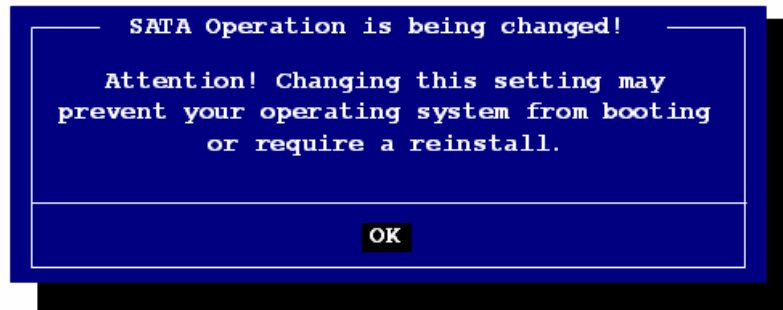 SATA Operation is being changed!
Attention! Changing this setting may
prevent your operating system from booting
or require a reinstall.
OK